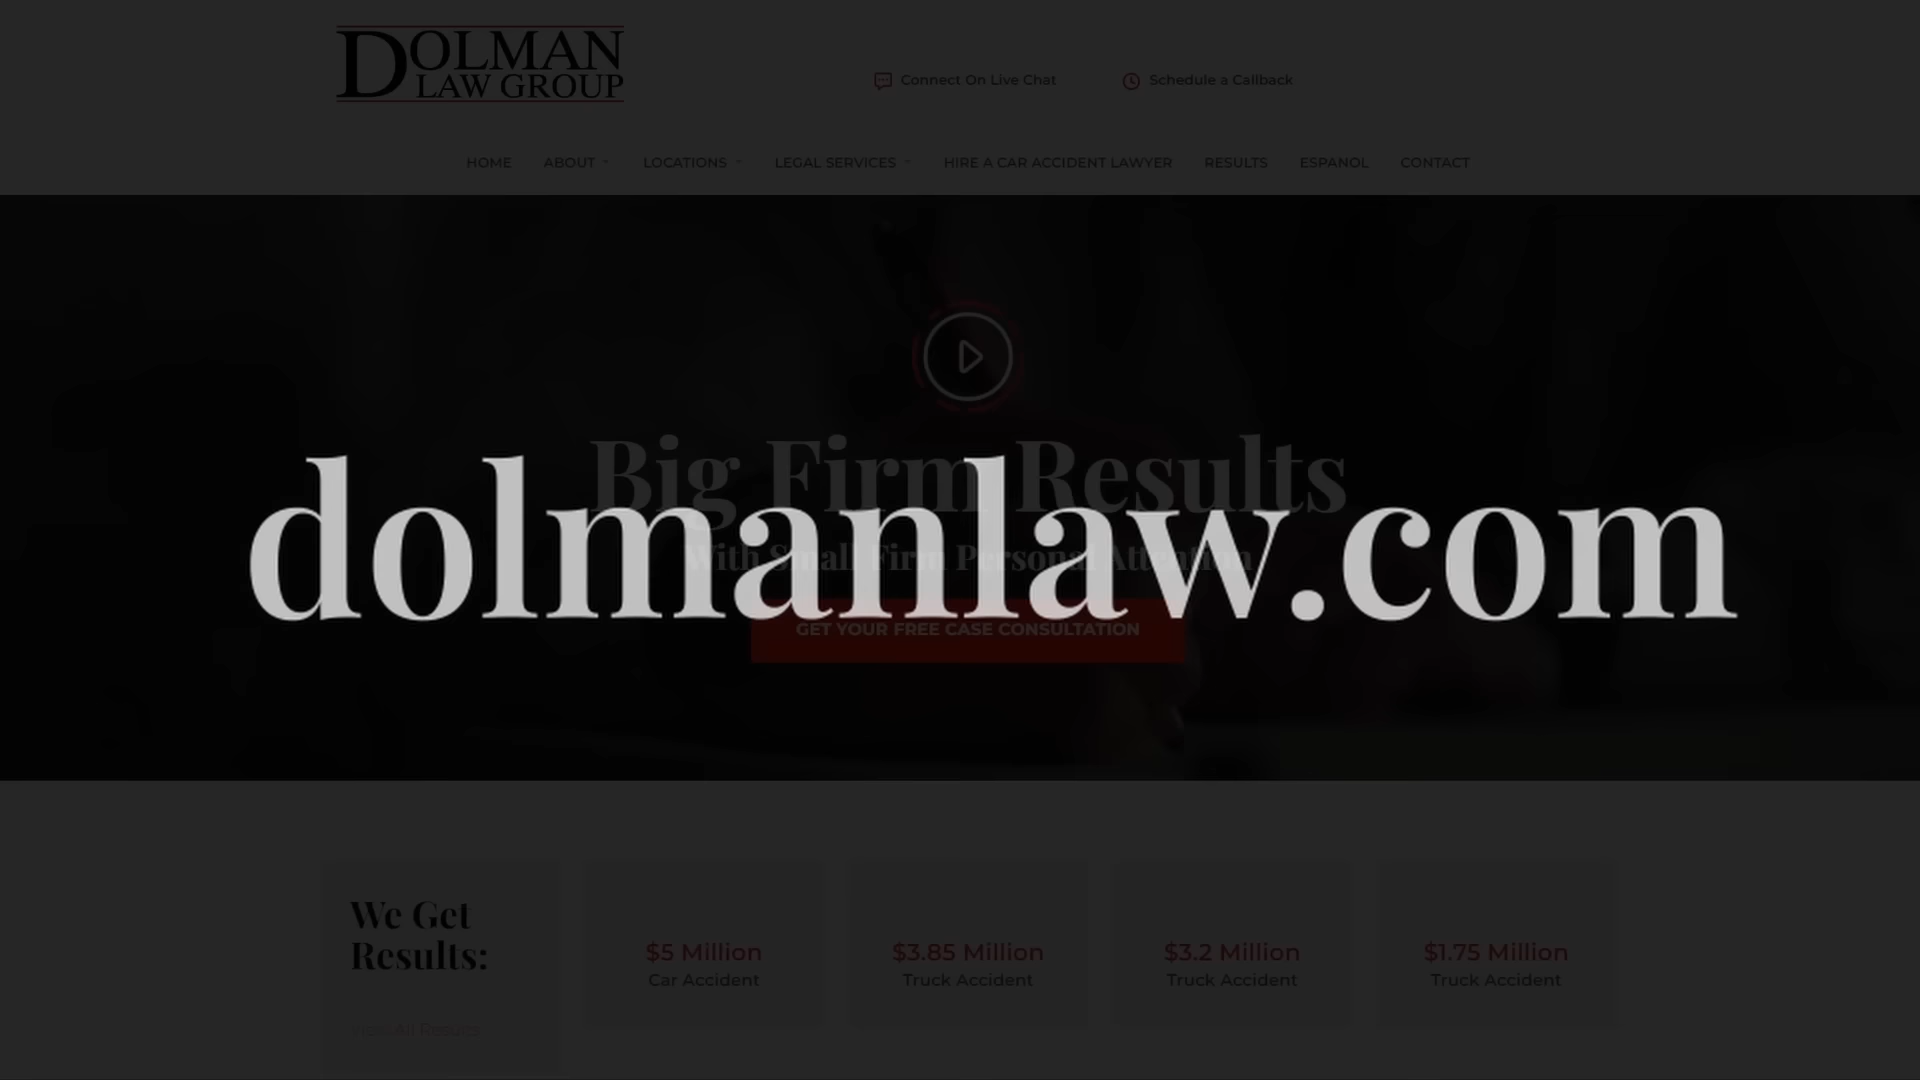 DOLMAN
LAW GROUP
Connect On Live Chat
Schedule a Callback
HOME ABOUT LOCATIONS LEGAL SERVICES HIRE A CAR ACCIDENT LAWYER RESULTS ESPANOL CONTACT
Big Firm Results
dolmanlaw.com
With Small Firm Personal Attention
GET YOUR FREE CASE CONSULTATION
We Get
Results:
$5 Million
Car Accident
$3.85 Million
Truck Accident
$3.2 Million
Truck Accident
$1.75 Million
Truck Accident
View All Results